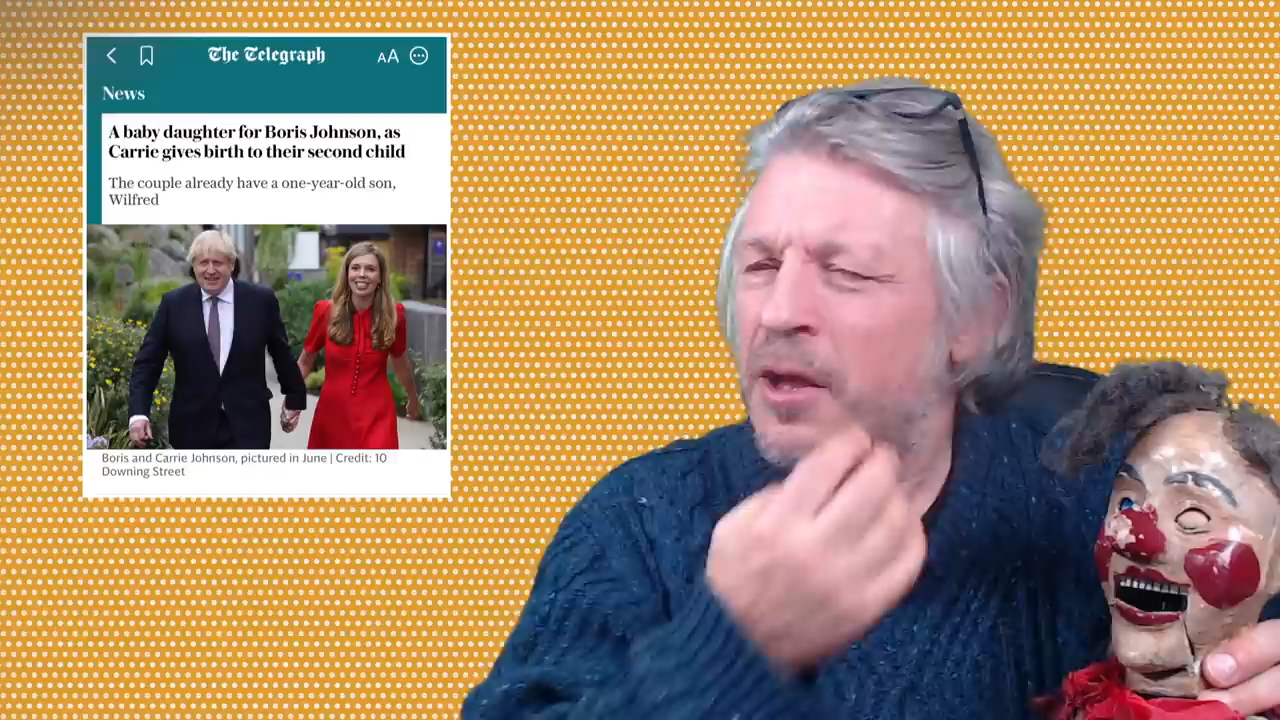 The Telegraph
AA
News
A baby daughter for Boris Johnson, as
Carrie gives birth to their second child
The couple already have a one-year-old son,
Wilfred
Boris and Carrie Johnson, pictured in June | Credit: 10
Downing Street